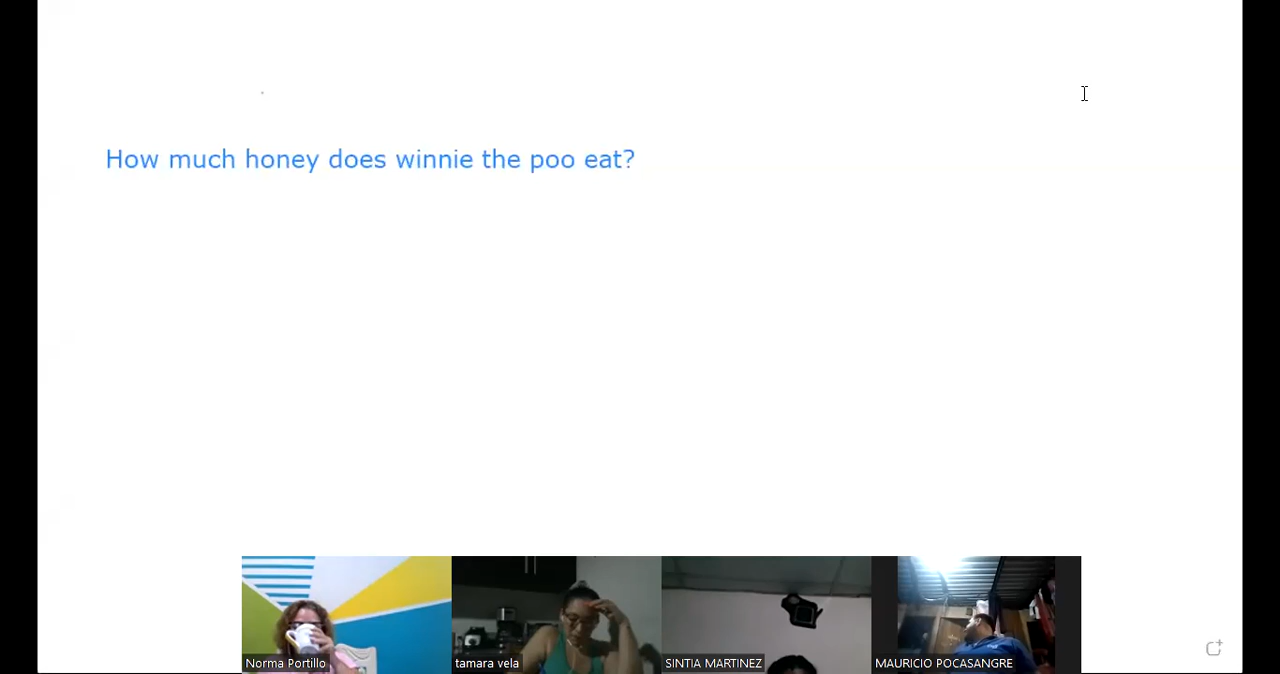 How much honey does winnie the poo eat?
Norma Portillo
tamara vela
SINTIA MARTINEZ
MAURICIO POCASANGRE